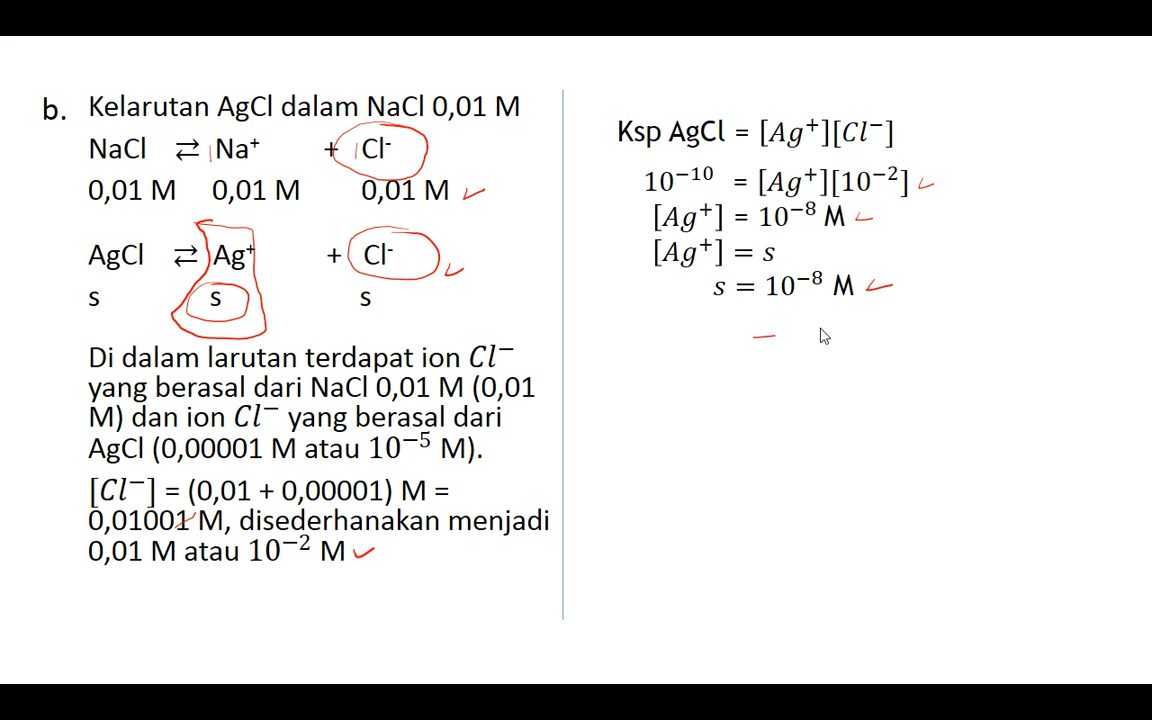 b. Kelarutan AgCl dalam NaCl 0,01 M
NaCl ⇄ Na⁺ + Cl⁻
0,01 M 0,01 M 0,01 M
AgCl ⇄ Ag⁺ + Cl⁻
s s s
Di dalam larutan terdapat ion Cl⁻
yang berasal dari NaCl 0,01 M (0,01
M) dan ion Cl⁻ yang berasal dari
AgCl (0,00001 M atau 10⁻⁵ M).
[Cl⁻] = (0,01 + 0,00001) M =
0,01001 M, disederhanakan menjadi
0,01 M atau 10⁻² M
Ksp AgCl = [Ag⁺][Cl⁻]
10⁻¹⁰ = [Ag⁺][10⁻²]
[Ag⁺] = 10⁻⁸ M
[Ag⁺] = s
s = 10⁻⁸ M